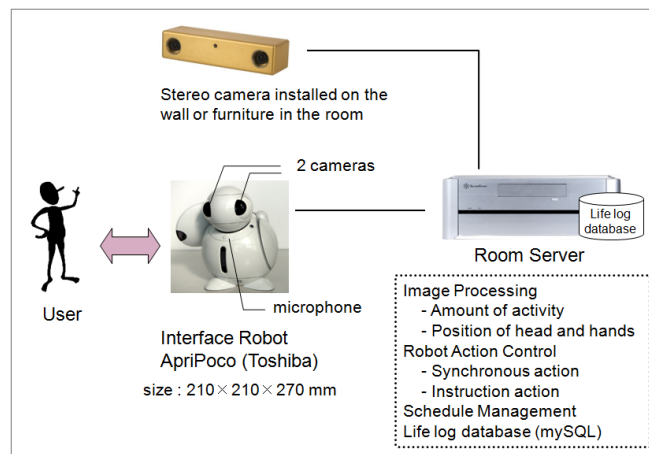 Stereo camera installed on the
wall or furniture in the room
2 cameras
Life log
database
Room Server
User
microphone
Interface Robot
ApriPoco (Toshiba)
size : 210×210×270 mm
Image Processing
- Amount of activity
- Position of head and hands
Robot Action Control
- Synchronous action
- Instruction action
Schedule Management
Life log database (mySQL)